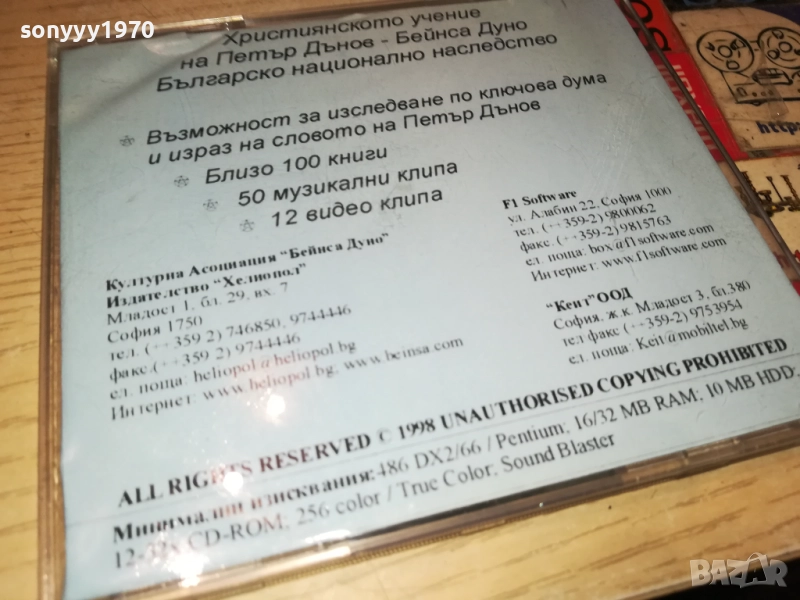 sonyyy1970
Християнското учение
на Петър Дънов - Бейнса Дуно
Българско национално наследство
Възможност за изследване по ключова дума
и израз на словото на Петър Дънов
Близо 100 книги
50 музикални клипа
12 видео клипа
Културна Асоциация "Бейнса Дуно"
Издателство "Хелиопол"
Младост 1, бл. 29, вх. 7
София 1750
тел. (++359 2) 746850, 9744446
факс.(++359 2) 9744446
ел. поща: heliopol@heliopol.bg
Интернет: www.heliopol.bg; www.beinsa.com
F1 Software
ул. Алабин 22, София 1000
тел. (++359-2) 9800062
факс. (++359-2) 9815763
ел. поща: box@f1software.com
Интернет: www.f1software.com
"Кент" ООД
София, ж.к. Младост 3, бл.380
тел факс (++359-2) 9753954
ел. поща: Keit@mobiltel.bg
ALL RIGHTS RESERVED © 1998 UNAUTHORISED COPYING PROHIBITED
Минимални изисквания: 486 DX2/66 / Pentium; 16/32 MB RAM; 10 MB HDD;
12-32x CD-ROM; 256 color / True Color; Sound Blaster
http
BAZAR